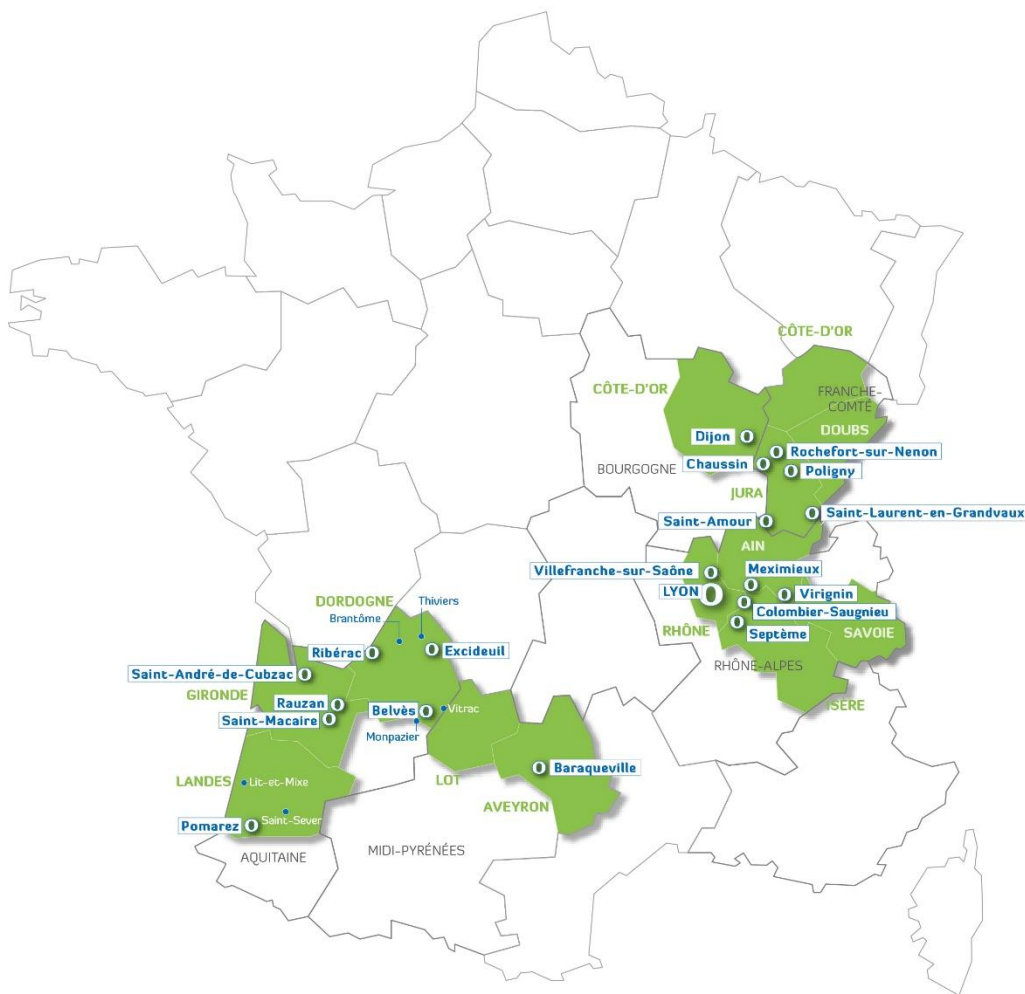 CÔTE-D'OR
CÔTE-D'OR
FRANCHE-
COMTÉ
DOUBS
Dijon
Rochefort-sur-Nenon
BOURGOGNE
Chaussin
Poligny
JURA
Saint-Laurent-en-Grandvaux
Saint-Amour
AIN
Villefranche-sur-Saône
Meximieux
LYON
Virignin
Colombier-Saugnieu
RHÔNE
Septème
SAVOIE
RHÔNE-ALPES
ISÈRE
DORDOGNE
Thiviers
Brantôme
Ribérac
Excideuil
Saint-André-de-Cubzac
GIRONDE
Rauzan
Belvès
Vitrac
Saint-Macaire
Monpazier
Baraqueville
LANDES
Lit-et-Mixe
LOT
AVEYRON
Saint-Sever
Pomarez
AQUITAINE
MIDI-PYRÉNÉES